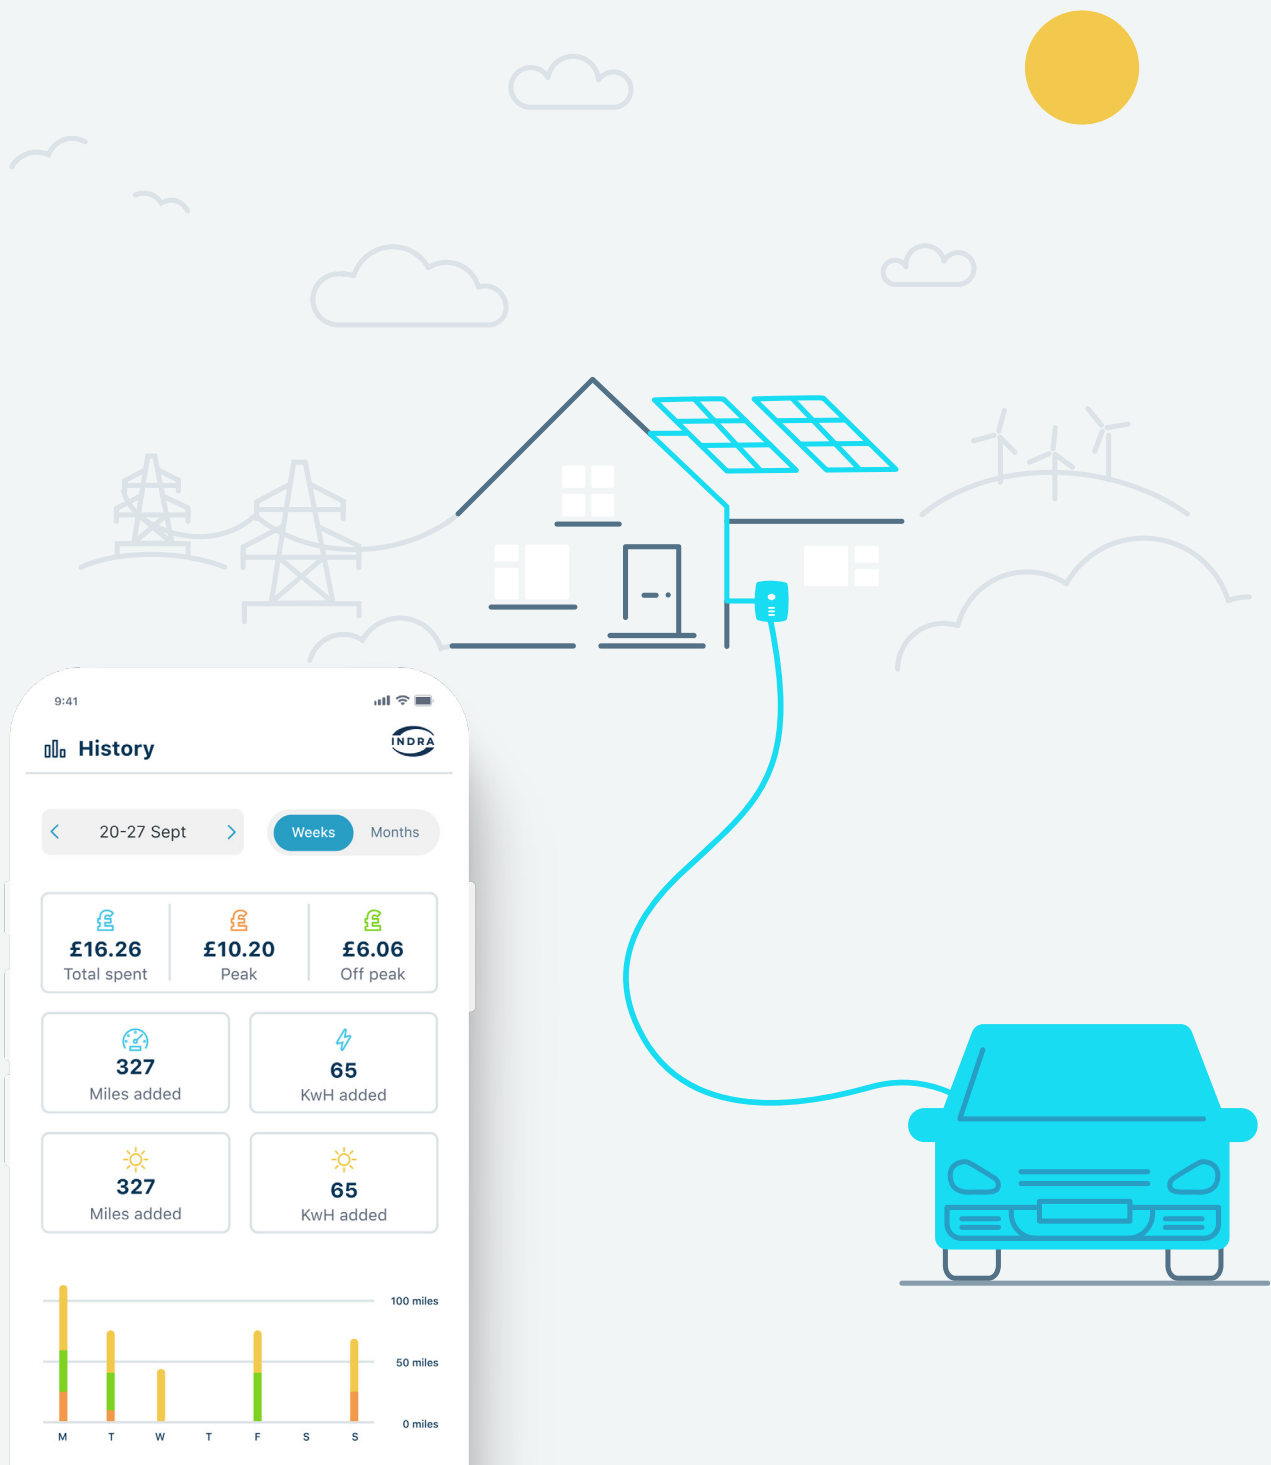 9:41
History
INDRA
20-27 Sept
Weeks
Months
£16.26
£10.20
£6.06
Total spent
Peak
Off peak
327
65
Miles added
KwH added
327
65
Miles added
KwH added
100 miles
50 miles
0 miles
M T W T F S S